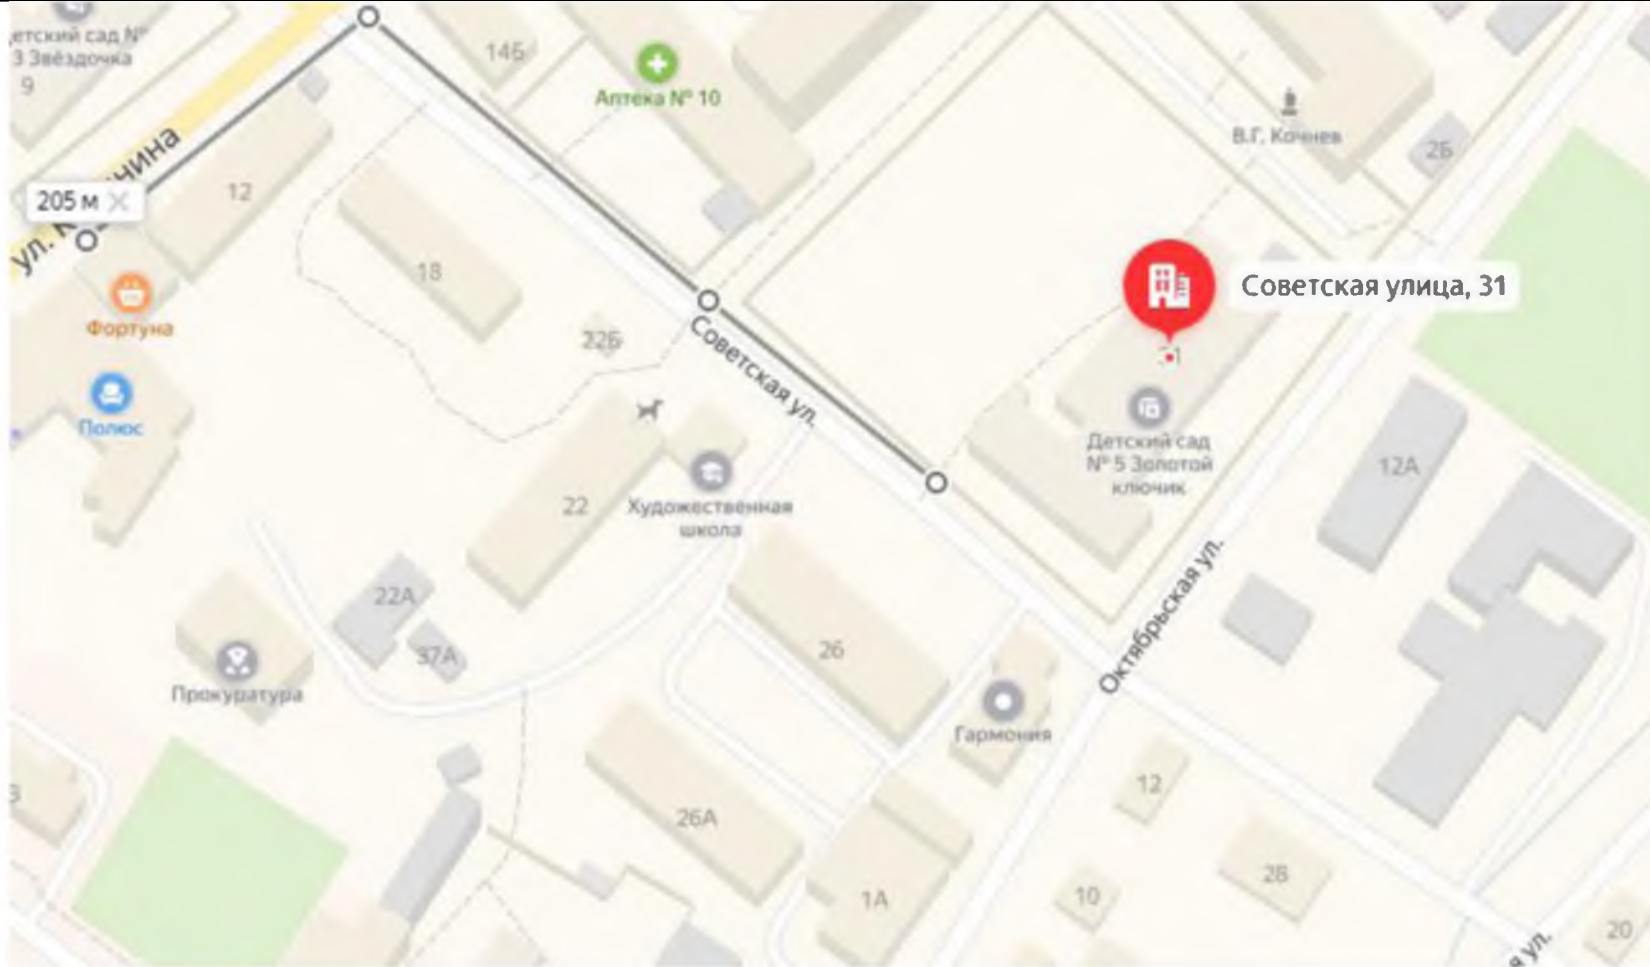 етский сад №
3 Звёздочка
9
14Б
Аптека № 10
В.Г. Кочнев
2Б
205 м
12
18
Советская улица, 31
31
Фортуна
22Б
Советская ул.
Полюс
Детский сад
№ 5 Золотой
ключик
12А
22
Художественная
школа
22А
37А
26
Октябрьская ул.
Прокуратура
Гармония
12
26А
1А
10
28
20